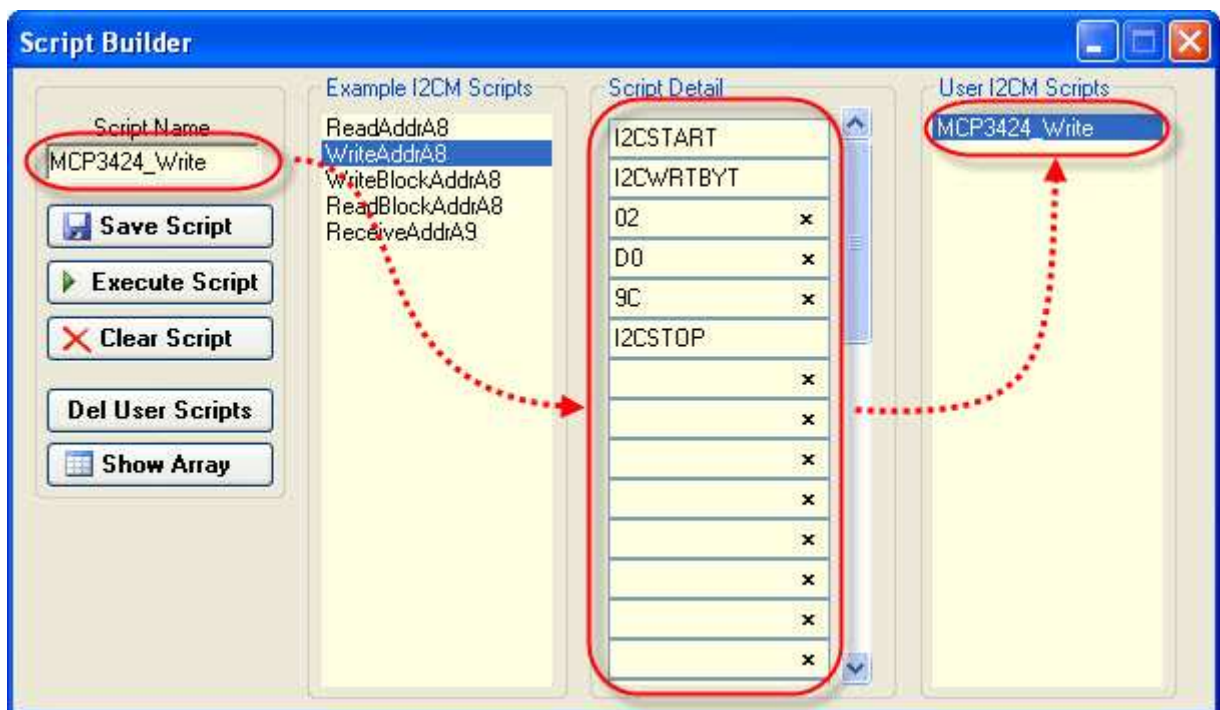 Script Builder
Script Name
MCP3424_Write
Save Script
Execute Script
Clear Script
Del User Scripts
Show Array
Example I2CM Scripts
ReadAddrA8
WriteAddrA8
WriteBlockAddrA8
ReadBlockAddrA8
ReceiveAddrA9
Script Detail
I2CSTART
I2CWRTBYT
02 x
D0 x
9C x
I2CSTOP
x
x
x
x
x
x
x
x
User I2CM Scripts
MCP3424_Write